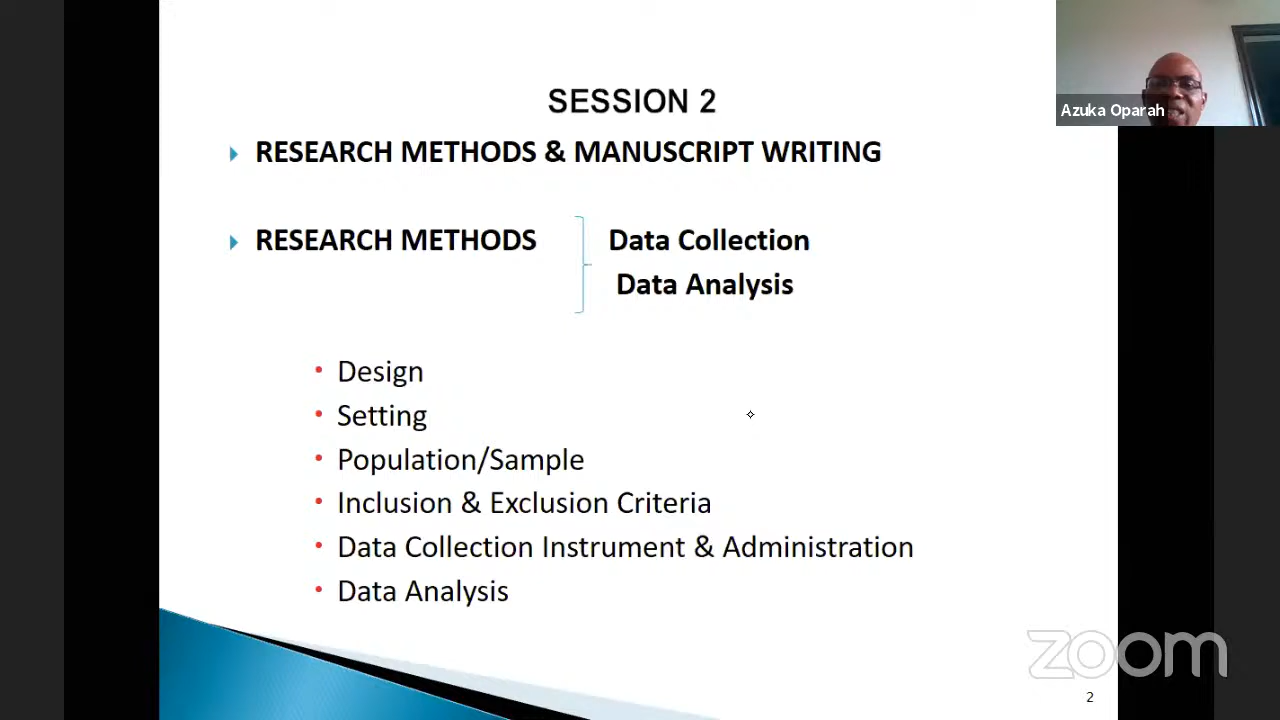 SESSION 2
RESEARCH METHODS & MANUSCRIPT WRITING
RESEARCH METHODS
Data Collection
Data Analysis
• Design
• Setting
• Population/Sample
• Inclusion & Exclusion Criteria
• Data Collection Instrument & Administration
• Data Analysis
Azuka Oparah
zoom
2